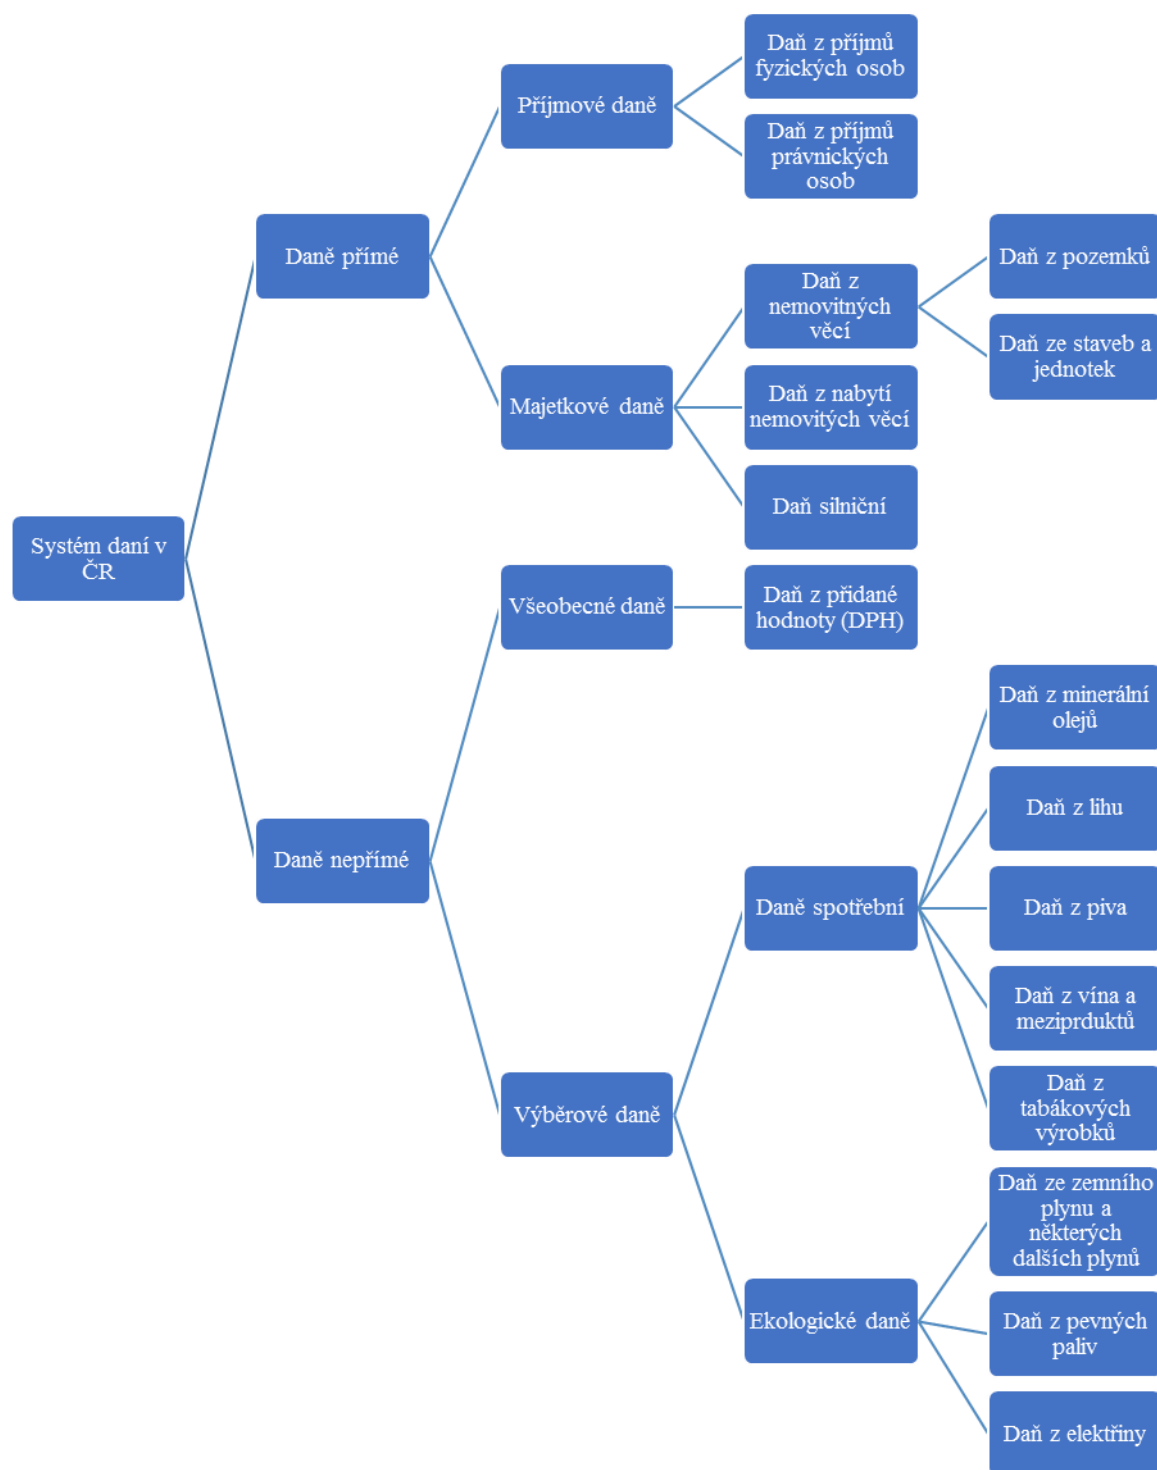 Daň z příjmů
fyzických osob
Příjmové daně
Daň z příjmů
právnických
osob
Daně přímé
Daň z pozemků
Daň z
nemovitných
věcí
Daň ze staveb a
jednotek
Majetkové daně
Daň z nabytí
nemovitých věcí
Daň silniční
Systém daní v
ČR
Všeobecné daně
Daň z přidané
hodnoty (DPH)
Daň z minerální
olejů
Daň z lihu
Daně nepřímé
Daně spotřební
Daň z piva
Daň z vína a
meziprduktů
Výběrové daně
Daň z
tabákových
výrobků
Daň ze zemního
plynu a
některých
dalších plynů
Ekologické daně
Daň z pevných
paliv
Daň z elektřiny